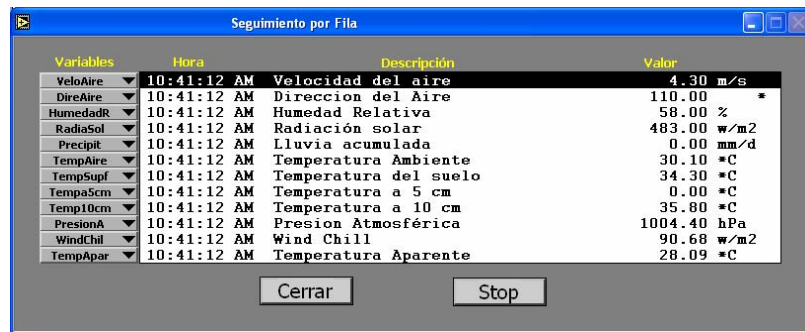 Seguimiento por Fila
Variables Hora Descripción Valor
VeloAire 10:41:12 AM Velocidad del aire 4.30 m/s
DireAire 10:41:12 AM Direccion del Aire 110.00 *
HumedadR 10:41:12 AM Humedad Relativa 58.00 %
RadiaSol 10:41:12 AM Radiación solar 483.00 w/m2
Precipit 10:41:12 AM Lluvia acumulada 0.00 mm/d
TempAire 10:41:12 AM Temperatura Ambiente 30.10 *C
TempSupf 10:41:12 AM Temperatura del suelo 34.30 *C
Tempa5cm 10:41:12 AM Temperatura a 5 cm 0.00 *C
Temp10cm 10:41:12 AM Temperatura a 10 cm 35.80 *C
PresionA 10:41:12 AM Presion Atmosférica 1004.40 hPa
WindChil 10:41:12 AM Wind Chill 90.68 w/m2
TempApar 10:41:12 AM Temperatura Aparente 28.09 *C
Cerrar Stop